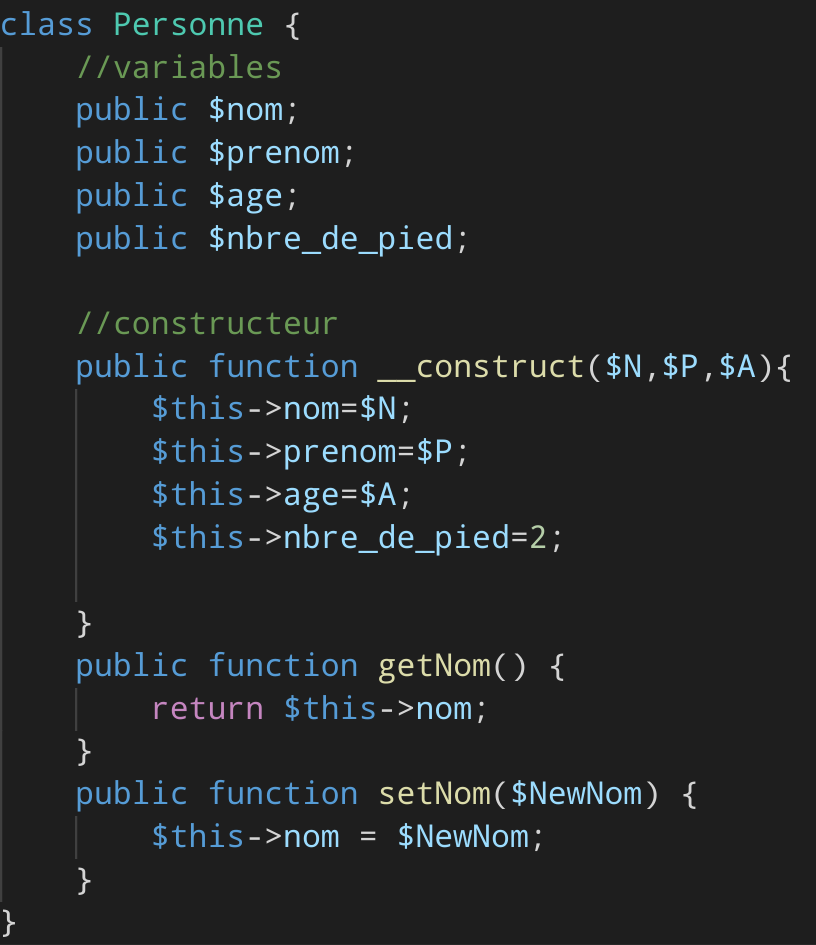 class Personne {
    //variables
    public $nom;
    public $prenom;
    public $age;
    public $nbre_de_pied;

    //constructeur
    public function __construct($N,$P,$A){
        $this->nom=$N;
        $this->prenom=$P;
        $this->age=$A;
        $this->nbre_de_pied=2;

    }
    public function getNom() {
        return $this->nom;
    }
    public function setNom($NewNom) {
        $this->nom = $NewNom;
    }
}